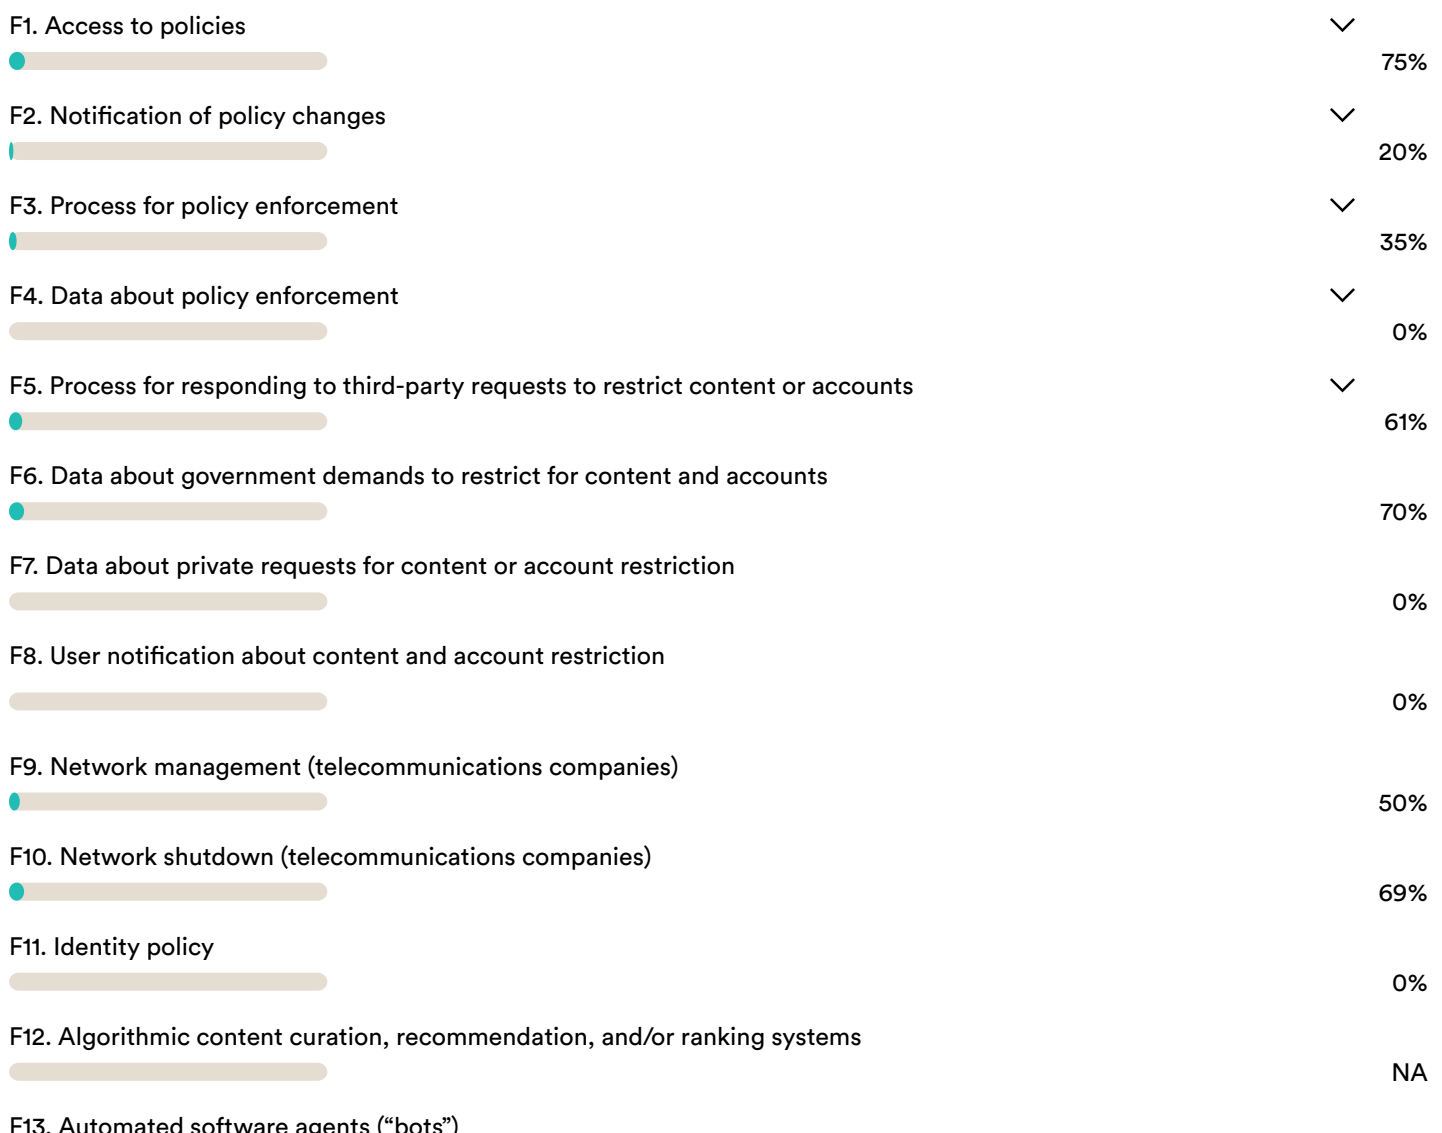 F1. Access to policies
75%
F2. Notification of policy changes
20%
F3. Process for policy enforcement
35%
F4. Data about policy enforcement
0%
F5. Process for responding to third-party requests to restrict content or accounts
61%
F6. Data about government demands to restrict for content and accounts
70%
F7. Data about private requests for content or account restriction
0%
F8. User notification about content and account restriction
0%
F9. Network management (telecommunications companies)
50%
F10. Network shutdown (telecommunications companies)
69%
F11. Identity policy
0%
F12. Algorithmic content curation, recommendation, and/or ranking systems
NA
F13. Automated software agents (“bots”)